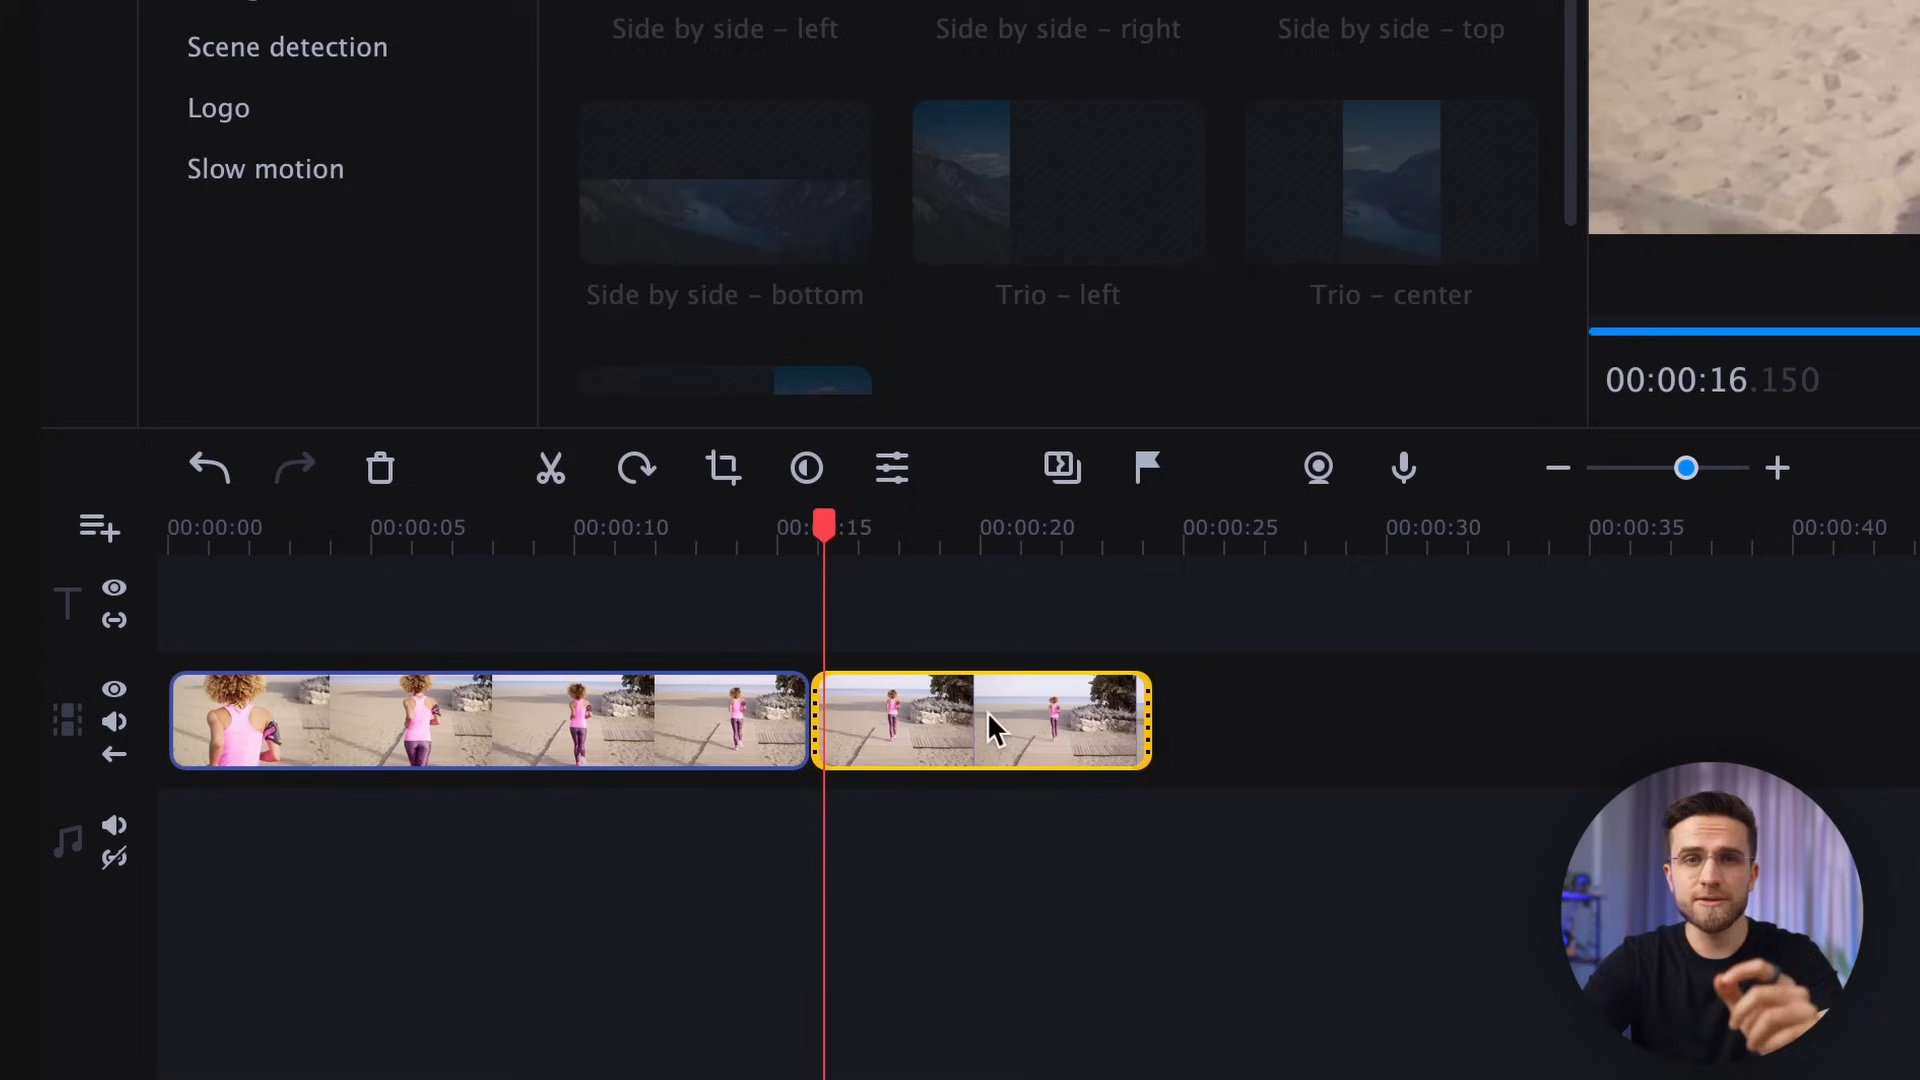 Side by side – left
Side by side – right
Side by side – top
Scene detection
Logo
Slow motion
Side by side – bottom
Trio – left
Trio – center
00:00:16.150
00:00:00
00:00:05
00:00:10
00:00:15
00:00:20
00:00:25
00:00:30
00:00:35
00:00:40